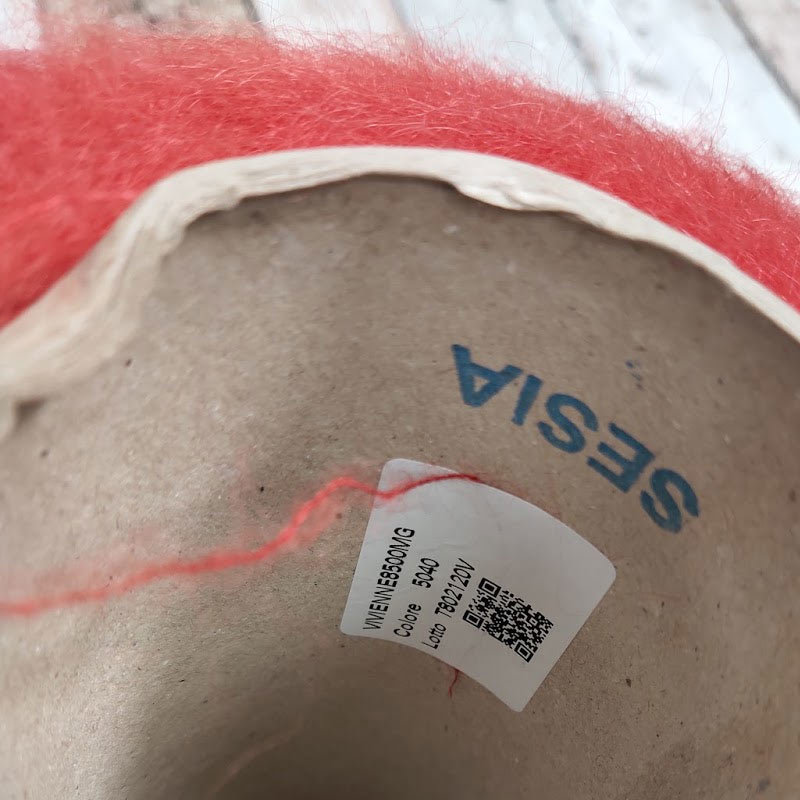 SESIA
VIVIENNE8500MG
Colore 5040
Lotto T802120V